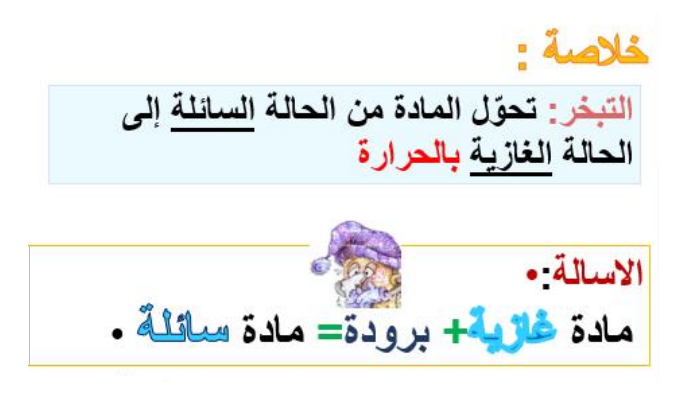 خلاصة :
التبخر: تحوّل المادة من الحالة السائلة إلى
الحالة الغازية بالحرارة
الاسالة:•
مادة غازية+ برودة= مادة سائلة •